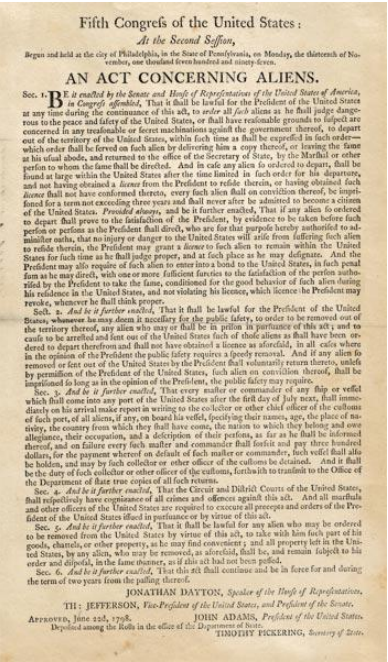 Fifth Congreſs of the United States:
At the Second Seſſion,
Begun and held at the city of Philadelphia, in the State of Pennſylvania, on Monday, the thirteenth of No-
vember, one thouſand ſeven hundred and ninety-ſeven.
AN ACT CONCERNING ALIENS.
Sec. 1. BE it enacted by the Senate and Houſe of Repreſentatives of the United States of America,
in Congreſs aſſembled, That it ſhall be lawful for the Preſident of the United States
at any time during the continuance of this act, to order all ſuch aliens as he ſhall judge dange-
rous to the peace and ſafety of the United States, or ſhall have reaſonable grounds to ſuſpect are
concerned in any treaſonable or ſecret machinations againſt the government thereof, to depart
out of the territory of the United States, within ſuch time as ſhall be expreſſed in ſuch order—
which order ſhall be ſerved on ſuch alien by delivering him a copy thereof, or leaving the ſame
at his uſual abode, and returned to the office of the Secretary of State, by the Marſhal or other
perſon to whom the ſame ſhall be directed. And in caſe any alien ſo ordered to depart, ſhall be
found at large within the United States after the time limited in ſuch order for his departure,
and not having obtained a licence from the Preſident to reſide therein, or having obtained ſuch
licence ſhall not have conformed thereto, every ſuch alien ſhall on conviction thereof, be impri-
ſoned for a term not exceeding three years and ſhall never after be admitted to become a citizen
of the United States. Provided always, and be it further enacted, That if any alien ſo ordered
to depart ſhall prove to the ſatisfaction of the Preſident, by evidence to be taken before ſuch
perſon or perſons as the Preſident ſhall direct, who are for that purpoſe hereby authoriſed to ad-
miniſter oaths, that no injury or danger to the United States will ariſe from ſuffering ſuch alien
to reſide therein, the Preſident may grant a licence to ſuch alien to remain within the United
States for ſuch time as he ſhall judge proper, and at ſuch place as he may deſignate. And the
Preſident may alſo require of ſuch alien to enter into a bond to the United States, in ſuch penal
ſum as he may direct, with one or more ſufficient ſureties to the ſatisfaction of the perſon autho-
riſed by the Preſident to take the ſame, conditioned for the good behavior of ſuch alien during
his reſidence in the United States, and not violating his licence, which licence the Preſident may
revoke, whenever he ſhall think proper.
Sect. 2. And be it further enacted, That it ſhall be lawful for the Preſident of the United
States, whenever he may deem it neceſſary for the public ſafety, to order to be removed out of
the territory thereof, any alien who may or ſhall be in priſon in purſuance of this act; and to
cauſe to be arreſted and ſent out of the United States ſuch of thoſe aliens as ſhall have been or-
dered to depart therefrom and ſhall not have obtained a licence as aforeſaid, in all caſes where
in the opinion of the Preſident the public ſafety requires a ſpeedy removal. And if any alien ſo
removed or ſent out of the United States by the Preſident ſhall voluntarily return thereto, unleſs
by permiſſion of the Preſident of the United States, ſuch alien on conviction thereof, ſhall be
impriſoned ſo long as in the opinion of the Preſident, the public ſafety may require.
Sec. 3. And be it further enacted, That every maſter or commander of any ſhip or veſſel
which ſhall come into any port of the United States after the firſt day of July next, ſhall imme-
diately on his arrival make report in writing to the collector or other chief officer of the cuſtoms
of ſuch port, of all aliens, if any, on board his veſſel, ſpecifying their names, age, the place of na-
tivity, the country from which they ſhall have come, the nation to which they belong and owe
allegiance, their occupation, and a deſcription of their perſons, as far as he ſhall be informed
thereof, and on failure every ſuch maſter and commander ſhall forfeit and pay three hundred
dollars, for the payment whereof on default of ſuch maſter or commander, ſuch veſſel ſhall alſo
be holden, and may by ſuch collector or other officer of the cuſtoms be detained. And it ſhall
be the duty of ſuch collector or other officer of the cuſtoms, forthwith to tranſmit to the Office of
the Department of ſtate true copies of all ſuch returns.
Sec. 4. And be it further enacted, That the Circuit and Diſtrict Courts of the United States,
ſhall reſpectively have cognizance of all crimes and offences againſt this act. And all marſhals
and other officers of the United States are required to execute all precepts and orders of the Pre-
ſident of the United States iſſued in purſuance or by virtue of this act.
Sec. 5. And be it further enacted, That it ſhall be lawful for any alien who may be ordered
to be removed from the United States by virtue of this act, to take with him ſuch part of his
goods, chattels, or other property, as he may find convenient; and all property left in the Uni-
ted States, by any alien, who may be removed, as aforeſaid, ſhall be, and remain ſubject to his
order and diſpoſal, in the ſame manner, as if this act had not been paſſed.
Sec. 6. And be it further enacted, That this act ſhall continue and be in force for and during
the term of two years from the paſſing thereof.
JONATHAN DAYTON, Speaker of the Houſe of Repreſentatives,
TH: JEFFERSON, Vice-Preſident of the United States, and Preſident of the Senate.
Approved, June 22d, 1798. JOHN ADAMS, Preſident of the United States.
Depoſited among the Rolls in the office of the Department of State.
TIMOTHY PICKERING, Secretary of State.